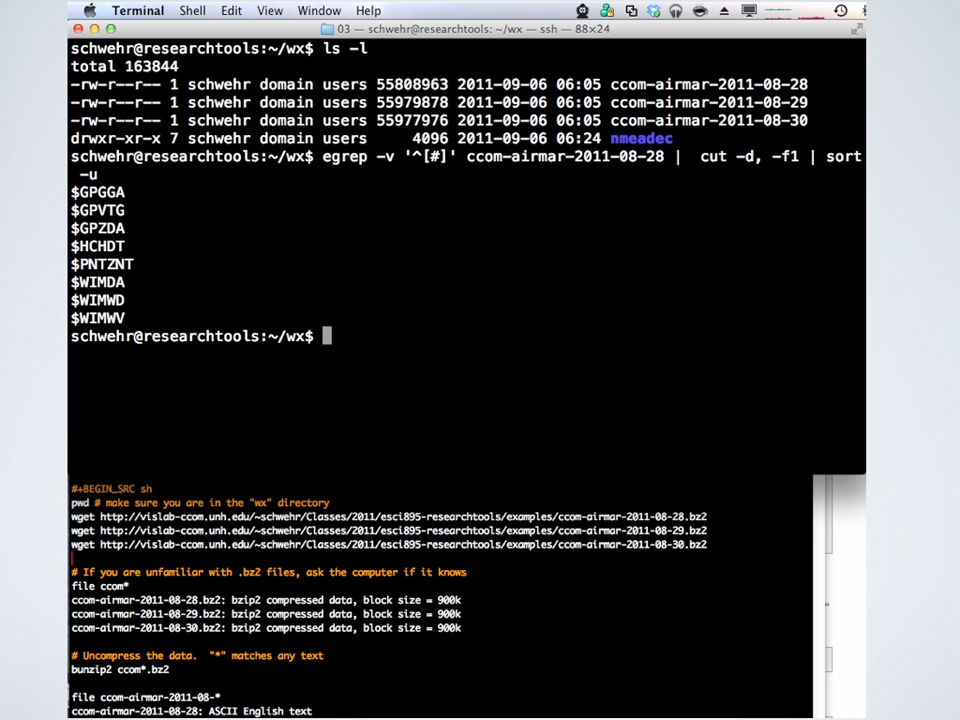 Terminal Shell Edit View Window Help
03 — schwehr@researchtools: ~/wx — ssh — 88×24
schwehr@researchtools:~/wx$ ls -l
total 163844
-rw-r--r-- 1 schwehr domain users 55808963 2011-09-06 06:05 ccom-airmar-2011-08-28
-rw-r--r-- 1 schwehr domain users 55979878 2011-09-06 06:05 ccom-airmar-2011-08-29
-rw-r--r-- 1 schwehr domain users 55977976 2011-09-06 06:05 ccom-airmar-2011-08-30
drwxr-xr-x 7 schwehr domain users     4096 2011-09-06 06:24 nmeadec
schwehr@researchtools:~/wx$ egrep -v '^[#]' ccom-airmar-2011-08-28 |  cut -d, -f1 | sort
 -u
$GPGGA
$GPVTG
$GPZDA
$HCHDT
$PNTZNT
$WIMDA
$WIMWD
$WIMWV
schwehr@researchtools:~/wx$
#+BEGIN_SRC sh
pwd # make sure you are in the "wx" directory
wget http://vislab-ccom.unh.edu/~schwehr/Classes/2011/esci895-researchtools/examples/ccom-airmar-2011-08-28.bz2
wget http://vislab-ccom.unh.edu/~schwehr/Classes/2011/esci895-researchtools/examples/ccom-airmar-2011-08-29.bz2
wget http://vislab-ccom.unh.edu/~schwehr/Classes/2011/esci895-researchtools/examples/ccom-airmar-2011-08-30.bz2
# If you are unfamiliar with .bz2 files, ask the computer if it knows
file ccom*
ccom-airmar-2011-08-28.bz2: bzip2 compressed data, block size = 900k
ccom-airmar-2011-08-29.bz2: bzip2 compressed data, block size = 900k
ccom-airmar-2011-08-30.bz2: bzip2 compressed data, block size = 900k
# Uncompress the data.  "*" matches any text
bunzip2 ccom*.bz2
file ccom-airmar-2011-08-*
ccom-airmar-2011-08-28: ASCII English text